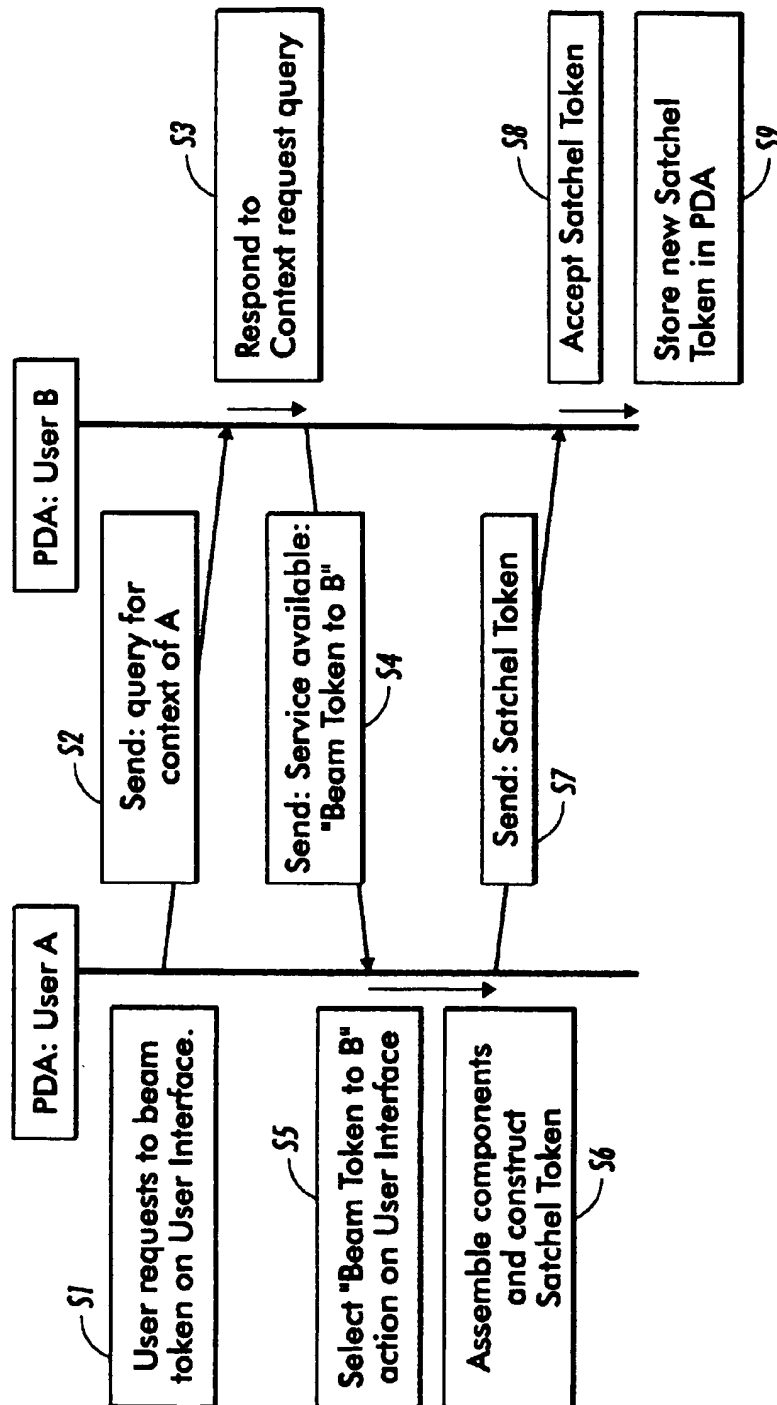 PDA: User A
PDA: User B
S1
User requests to beam
token on User Interface.
S2
Send: query for
context of A
S3
Respond to
Context request query
S4
Send: Service available:
"Beam Token to B"
S5
Select "Beam Token to B"
action on User Interface
S6
Assemble components
and construct
Satchel Token
S7
Send: Satchel Token
S8
Accept Satchel Token
S9
Store new Satchel
Token in PDA